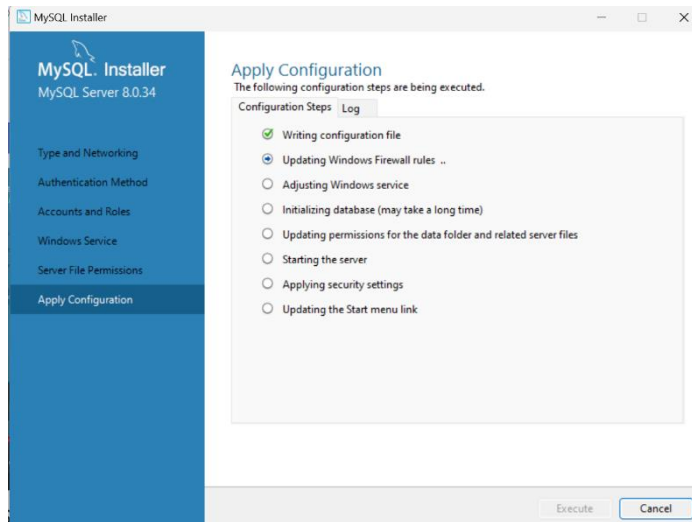 MySQL Installer
MySQL. Installer
MySQL Server 8.0.34
Type and Networking
Authentication Method
Accounts and Roles
Windows Service
Server File Permissions
Apply Configuration
Apply Configuration
The following configuration steps are being executed.
Configuration Steps Log
Writing configuration file
Updating Windows Firewall rules ..
Adjusting Windows service
Initializing database (may take a long time)
Updating permissions for the data folder and related server files
Starting the server
Applying security settings
Updating the Start menu link
Execute Cancel